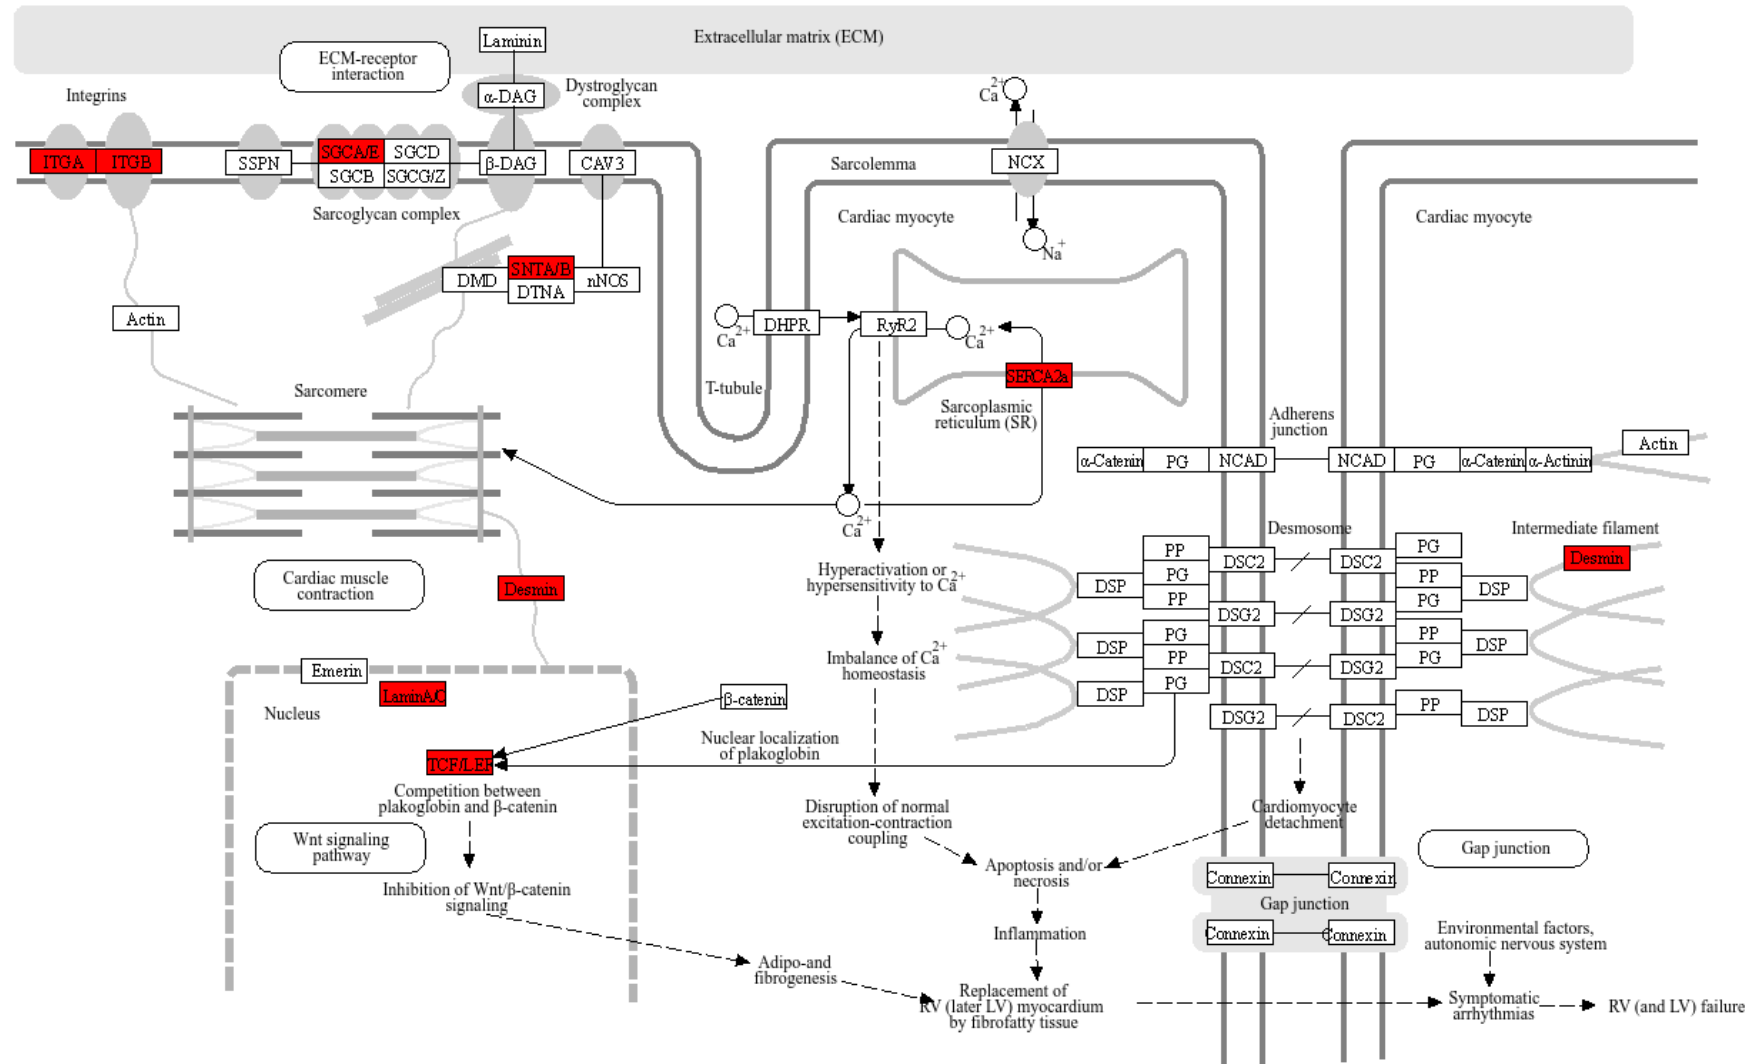 Extracellular matrix (ECM)
Laminin
ECM-receptor
interaction
Integrins
α-DAG
Dystroglycan
complex
Ca2+
ITGA
ITGB
SSPN
SGCA/E
SGCD
SGCB
SGCG/Z
β-DAG
CAV3
Sarcolemma
NCX
Sarcoglycan complex
Cardiac myocyte
Cardiac myocyte
Na+
DMD
SNTA/B
DTNA
nNOS
Actin
Ca2+
DHPR
RyR2
Ca2+
T-tubule
SERCA2a
Sarcoplasmic
reticulum (SR)
Sarcomere
Adherens
junction
α-Catenin
PG
NCAD
NCAD
PG
α-Catenin
α-Actinin
Actin
Ca2+
Desmosome
Intermediate filament
Cardiac muscle
contraction
Desmin
Hyperactivation or
hypersensitivity to Ca2+
Imbalance of Ca2+
homeostasis
PP
DSC2
DSC2
PG
Desmin
DSP
PG
PP
DSP
PP
DSG2
DSG2
PG
DSP
PG
PP
DSP
PP
DSC2
DSG2
PG
DSP
PG
DSG2
DSC2
PP
DSP
Emerin
LaminA/C
Nucleus
β-catenin
Nuclear localization
of plakoglobin
TCF/LEF
Competition between
plakoglobin and β-catenin
Disruption of normal
excitation-contraction
coupling
Cardiomyocyte
detachment
Wnt signaling
pathway
Gap junction
Apoptosis and/or
necrosis
Connexin
Connexin
Inhibition of Wnt/β-catenin
signaling
Gap junction
Inflammation
Connexin
Connexin
Environmental factors,
autonomic nervous system
Adipo-and
fibrogenesis
Replacement of
RV (later LV) myocardium
by fibrofatty tissue
Symptomatic
arrhythmias
RV (and LV) failure